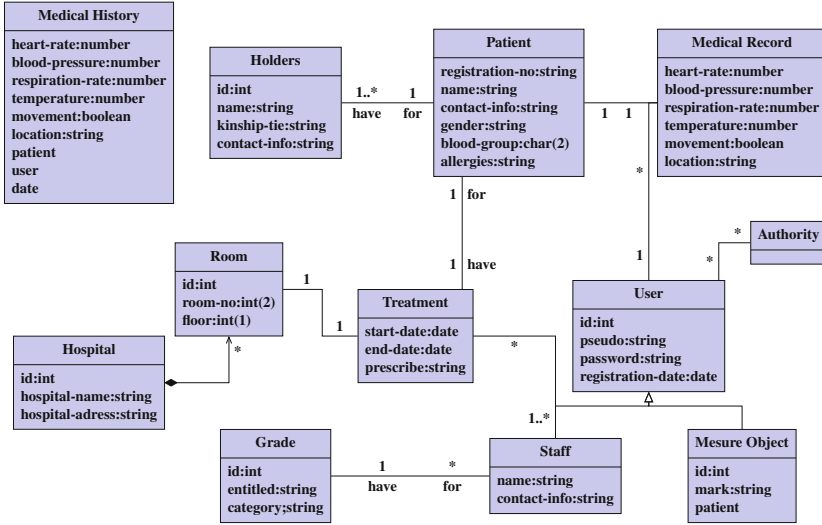 Medical History
heart-rate:number
blood-pressure:number
respiration-rate:number
temperature:number
movement:boolean
location:string
patient
user
date
Holders
id:int
name:string
kinship-tie:string
contact-info:string
1..*
1
have
for
Patient
registration-no:string
name:string
contact-info:string
gender:string
blood-group:char(2)
allergies:string
1
1
Medical Record
heart-rate:number
blood-pressure:number
respiration-rate:number
temperature:number
movement:boolean
location:string
1 for
1 have
*
1
Authority
*
*
Room
id:int
room-no:int(2)
floor:int(1)
1
1
Treatment
start-date:date
end-date:date
prescribe:string
*
1..*
User
id:int
pseudo:string
password:string
registration-date:date
Hospital
id:int
hospital-name:string
hospital-adress:string
*
Grade
id:int
entitled:string
category;string
1
*
have
for
Staff
name:string
contact-info:string
Mesure Object
id:int
mark:string
patient